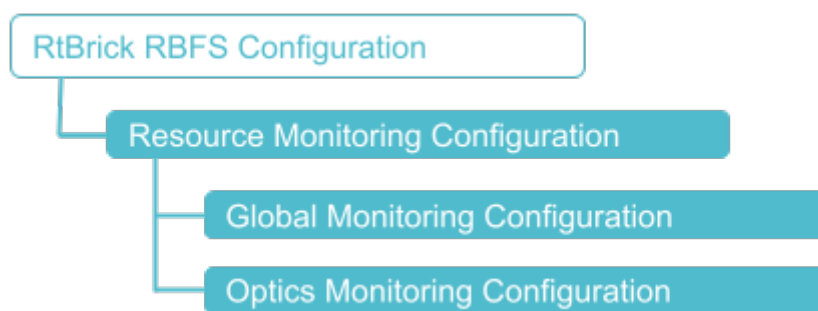 RtBrick RBFS Configuration
Resource Monitoring Configuration
Global Monitoring Configuration
Optics Monitoring Configuration